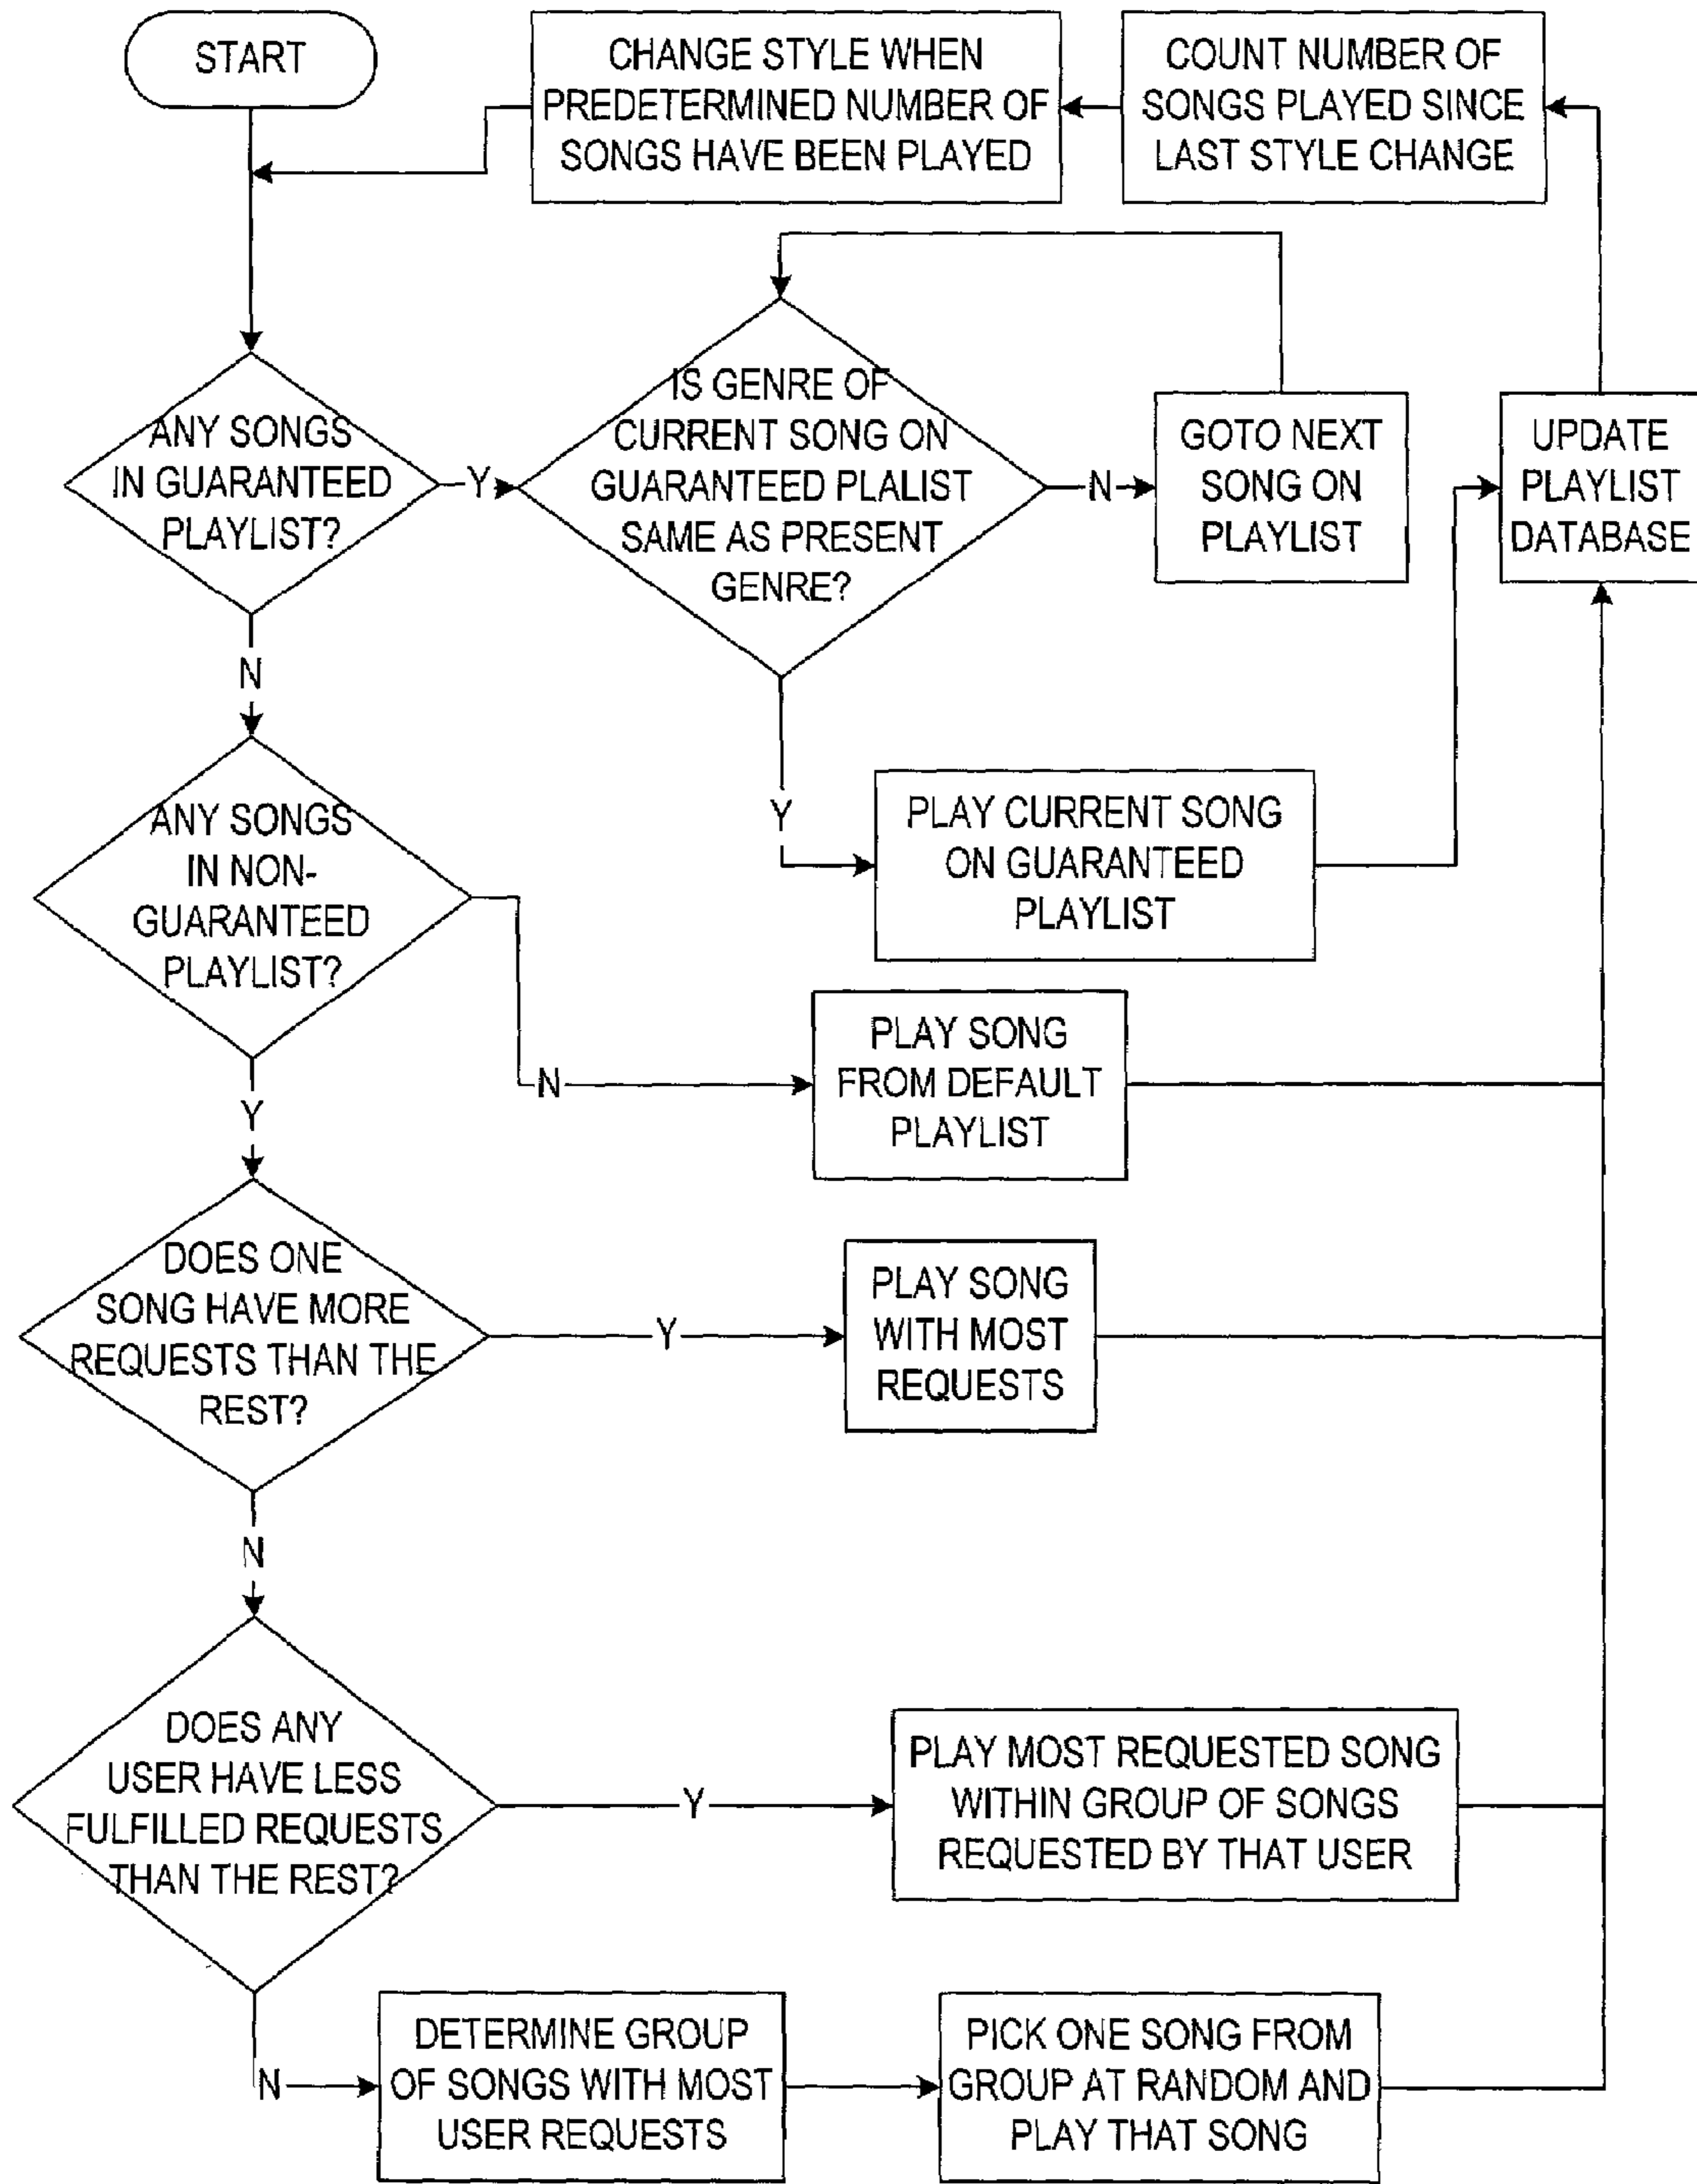 START
CHANGE STYLE WHEN
PREDETERMINED NUMBER OF
SONGS HAVE BEEN PLAYED
COUNT NUMBER OF
SONGS PLAYED SINCE
LAST STYLE CHANGE
ANY SONGS
IN GUARANTEED
PLAYLIST?
Y
IS GENRE OF
CURRENT SONG ON
GUARANTEED PLALIST
SAME AS PRESENT
GENRE?
N
GOTO NEXT
SONG ON
PLAYLIST
UPDATE
PLAYLIST
DATABASE
N
Y
PLAY CURRENT SONG
ON GUARANTEED
PLAYLIST
ANY SONGS
IN NON-
GUARANTEED
PLAYLIST?
N
PLAY SONG
FROM DEFAULT
PLAYLIST
Y
DOES ONE
SONG HAVE MORE
REQUESTS THAN THE
REST?
Y
PLAY SONG
WITH MOST
REQUESTS
N
DOES ANY
USER HAVE LESS
FULFILLED REQUESTS
THAN THE REST?
Y
PLAY MOST REQUESTED SONG
WITHIN GROUP OF SONGS
REQUESTED BY THAT USER
N
DETERMINE GROUP
OF SONGS WITH MOST
USER REQUESTS
PICK ONE SONG FROM
GROUP AT RANDOM AND
PLAY THAT SONG